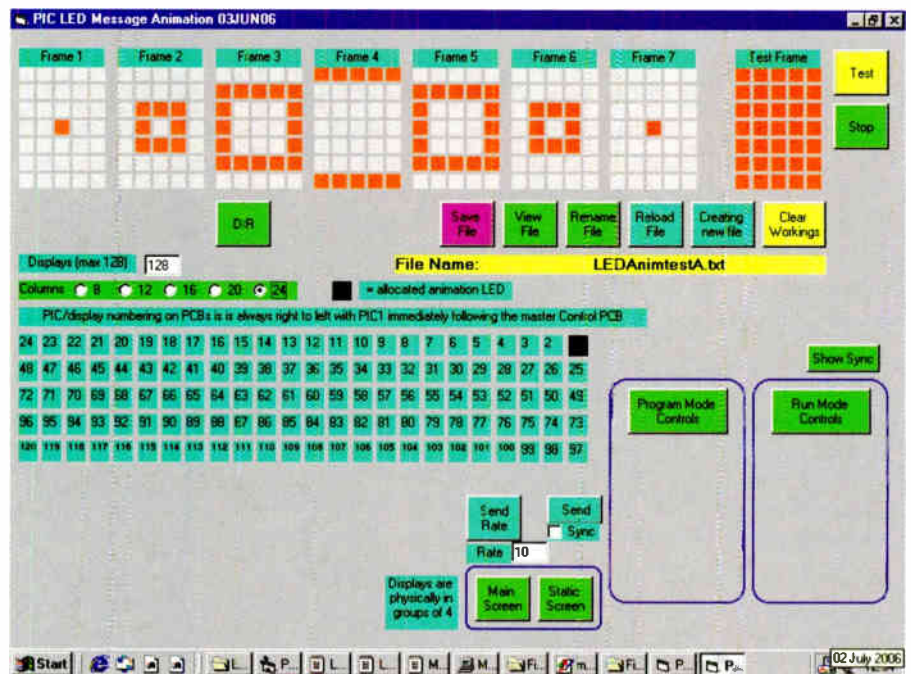 PIC LED Message Animation 03JUN06
Frame 1 Frame 2 Frame 3 Frame 4 Frame 5 Frame 6 Frame 7 Test Frame
Test
Stop
D/R
Save File
View File
Rename File
Reload File
Creating new file
Clear Workings
Displays (max 128) 128
File Name: LEDAnimtestA.txt
Columns 8 12 16 20 24
= allocated animation LED
PIC/display numbering on PCBs is is always right to left with PIC1 immediately following the master Control PCB
24 23 22 21 20 19 18 17 16 15 14 13 12 11 10 9 8 7 6 5 4 3 2
48 47 46 45 44 43 42 41 40 39 38 37 36 35 34 33 32 31 30 29 28 27 26 25
72 71 70 69 68 67 66 65 64 63 62 61 60 59 58 57 56 55 54 53 52 51 50 49
96 95 94 93 92 91 90 89 88 87 86 85 84 83 82 81 80 79 78 77 76 75 74 73
120 119 118 117 116 115 114 113 112 111 110 109 108 107 106 105 104 103 102 101 100 99 98 97
Show Sync
Program Mode Controls
Run Mode Controls
Send Rate
Send
Sync
Rate 10
Displays are
physically in
groups of 4
Main Screen
Static Screen
Start L... P... L... L... M... M... Fi... m... Fi... P... P...
02 July 2006